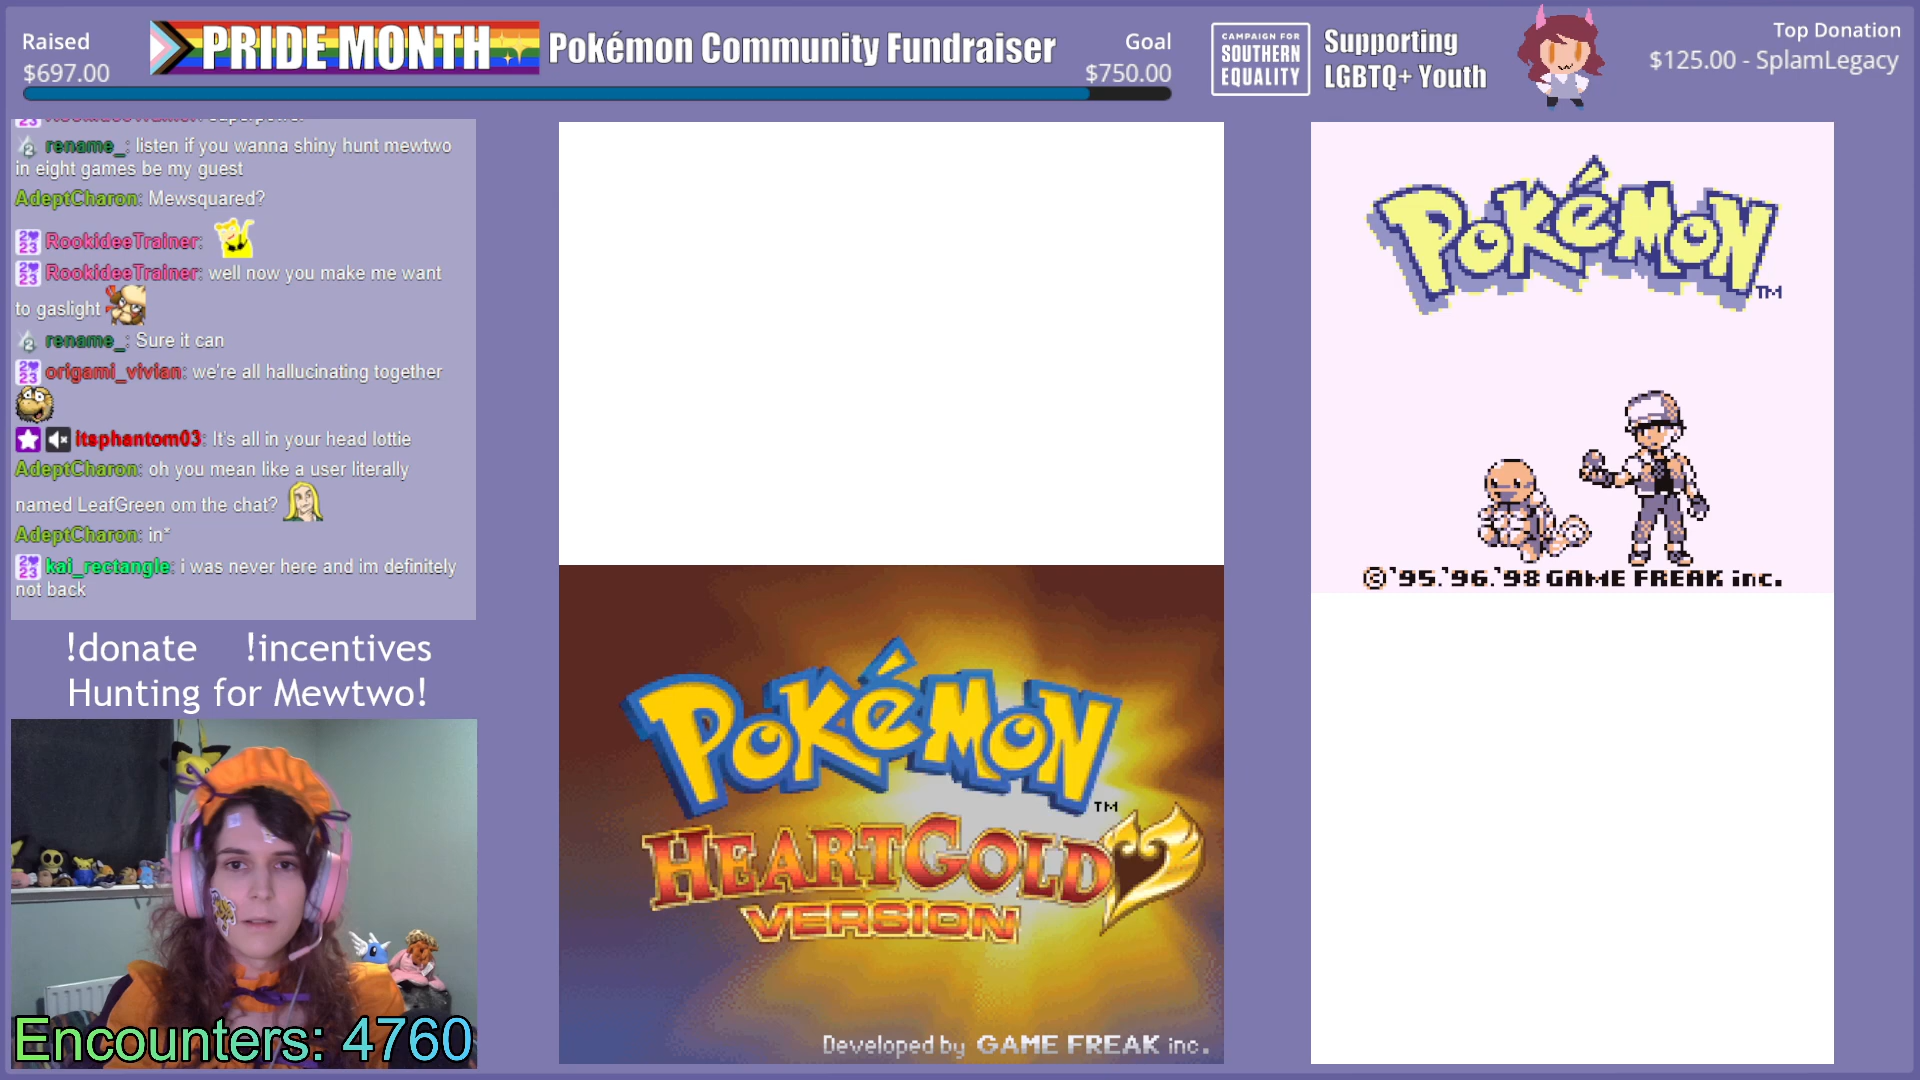 Raised
$697.00
PRIDE MONTH Pokémon Community Fundraiser
Goal
$750.00
CAMPAIGN FOR
SOUTHERN
EQUALITY
Supporting
LGBTQ+ Youth
Top Donation
$125.00 - SplamLegacy
rename_: listen if you wanna shiny hunt mewtwo
in eight games be my guest
AdeptCharon: Mewsquared?
RookideeTrainer:
RookideeTrainer: well now you make me want
to gaslight
rename_: Sure it can
origami_vivian: we're all hallucinating together
itsphantom03: It's all in your head lottie
AdeptCharon: oh you mean like a user literally
named LeafGreen om the chat?
AdeptCharon: in*
kai_rectangle: i was never here and im definitely
not back
!donate !incentives
Hunting for Mewtwo!
Encounters: 4760
POKéMON
TM
HEARTGOLD
VERSION
Developed by GAME FREAK inc.
POKéMON
TM
©'95.'96.'98 GAME FREAK inc.